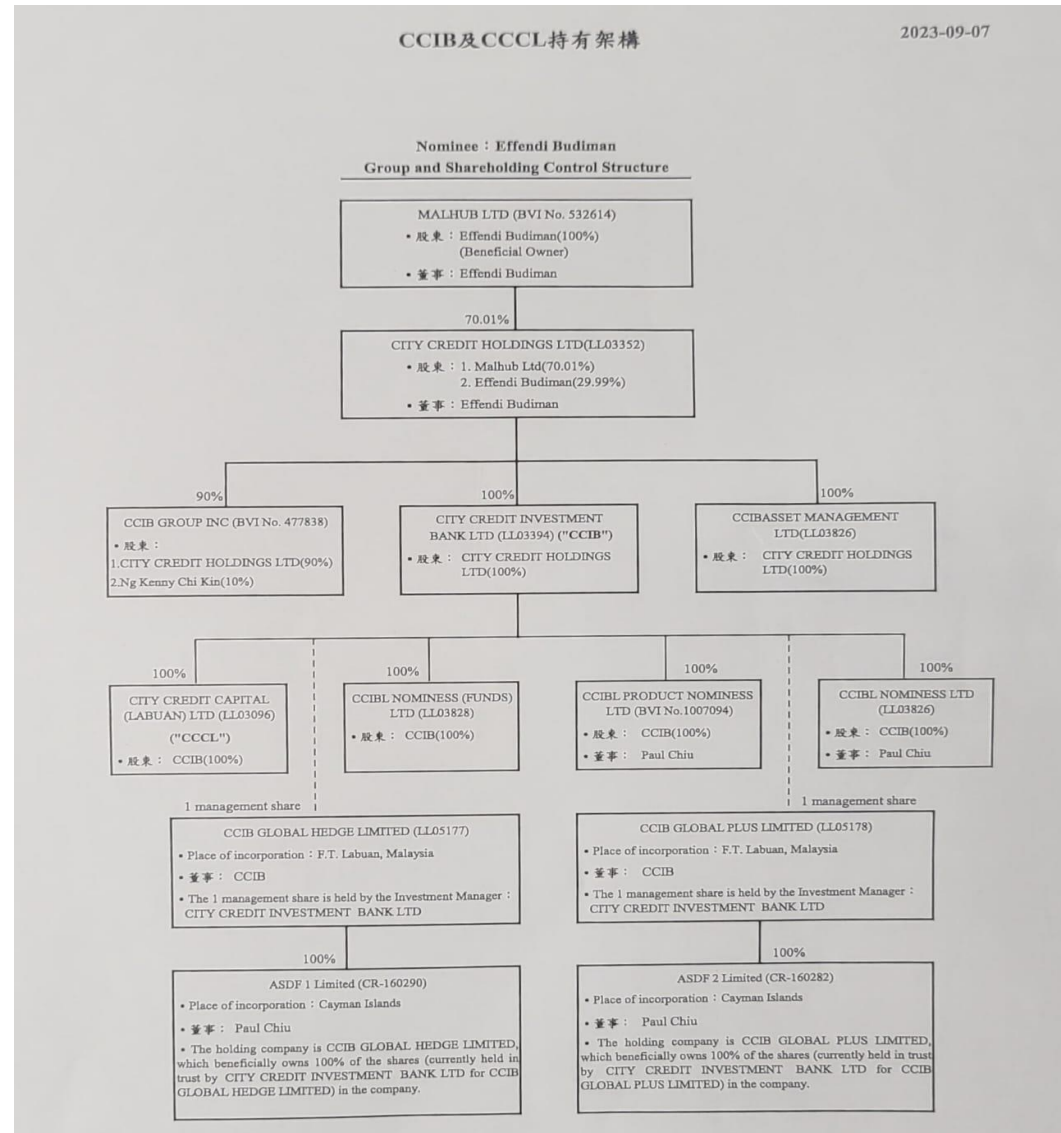 CCIB及CCCL持有架構
2023-09-07
Nominee：Effendi Budiman
Group and Shareholding Control Structure
MALHUB LTD (BVI No. 532614)
• 股東：Effendi Budiman(100%)
(Beneficial Owner)
• 董事：Effendi Budiman
70.01%
CITY CREDIT HOLDINGS LTD(LL03352)
• 股東：1. Malhub Ltd(70.01%)
2. Effendi Budiman(29.99%)
• 董事：Effendi Budiman
90%
CCIB GROUP INC (BVI No. 477838)
• 股東：
1.CITY CREDIT HOLDINGS LTD(90%)
2.Ng Kenny Chi Kin(10%)
100%
CITY CREDIT INVESTMENT
BANK LTD (LL03394) ("CCIB")
• 股東： CITY CREDIT HOLDINGS
LTD(100%)
100%
CCIBASSET MANAGEMENT
LTD(LL03826)
• 股東： CITY CREDIT HOLDINGS
LTD(100%)
100%
CITY CREDIT CAPITAL
(LABUAN) LTD (LL03096)
("CCCL")
• 股東： CCIB(100%)
100%
CCIBL NOMINESS (FUNDS)
LTD (LL03828)
• 股東： CCIB(100%)
100%
CCIBL PRODUCT NOMINESS
LTD (BVI No.1007094)
• 股東： CCIB(100%)
• 董事： Paul Chiu
100%
CCIBL NOMINESS LTD
(LL03826)
• 股東： CCIB(100%)
• 董事： Paul Chiu
1 management share
CCIB GLOBAL HEDGE LIMITED (LL05177)
• Place of incorporation：F.T. Labuan, Malaysia
• 董事： CCIB
• The 1 management share is held by the Investment Manager：
CITY CREDIT INVESTMENT BANK LTD
1 management share
CCIB GLOBAL PLUS LIMITED (LL05178)
• Place of incorporation：F.T. Labuan, Malaysia
• 董事： CCIB
• The 1 management share is held by the Investment Manager：
CITY CREDIT INVESTMENT BANK LTD
100%
ASDF 1 Limited (CR-160290)
• Place of incorporation：Cayman Islands
• 董事： Paul Chiu
• The holding company is CCIB GLOBAL HEDGE LIMITED,
which beneficially owns 100% of the shares (currently held in
trust by CITY CREDIT INVESTMENT BANK LTD for CCIB
GLOBAL HEDGE LIMITED) in the company.
100%
ASDF 2 Limited (CR-160282)
• Place of incorporation：Cayman Islands
• 董事： Paul Chiu
• The holding company is CCIB GLOBAL PLUS LIMITED,
which beneficially owns 100% of the shares (currently held in trust
by CITY CREDIT INVESTMENT BANK LTD for CCIB
GLOBAL PLUS LIMITED) in the company.